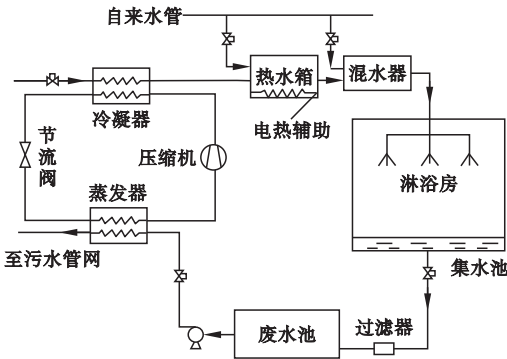 自来水管
热水箱
混水器
冷凝器
电热辅助
节流阀
压缩机
淋浴房
蒸发器
至污水管网
集水池
废水池
过滤器